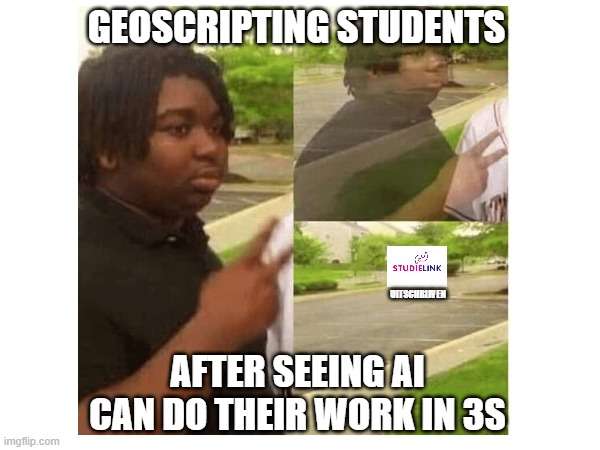 GEOSCRIPTING STUDENTS
STUDIELINK
UITSCHRIJVEN
AFTER SEEING AI
CAN DO THEIR WORK IN 3S
imgflip.com